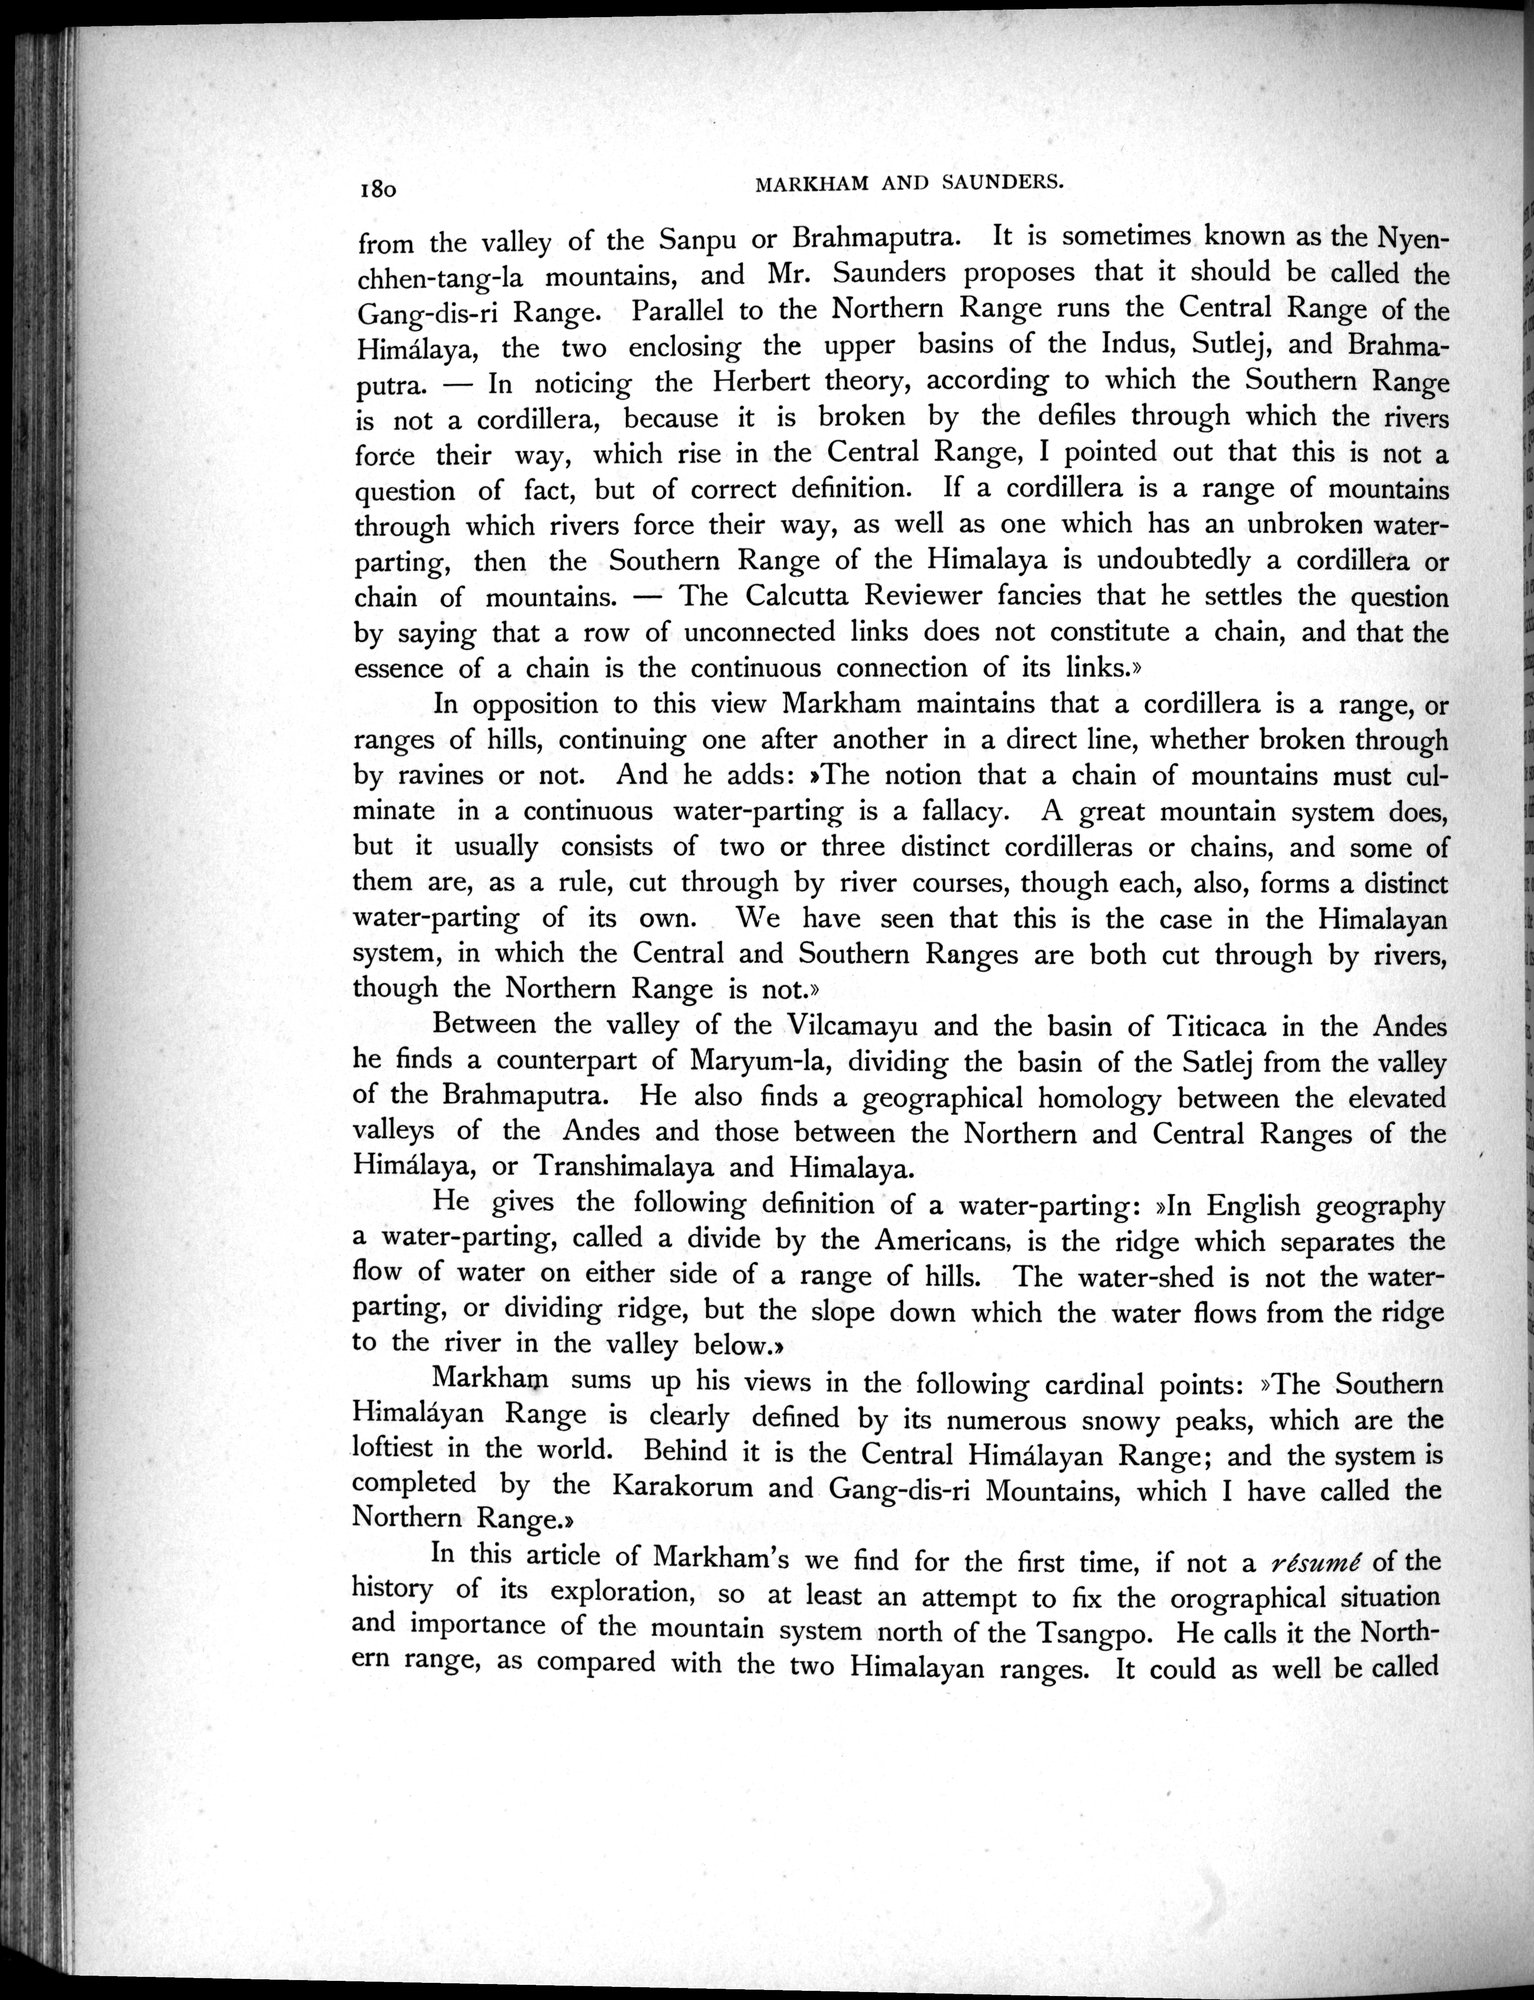 180
MARKHAM AND SAUNDERS.
from the valley of the Sanpu or Brahmaputra. It is sometimes known as the Nyen-
chhen-tang-la mountains, and Mr. Saunders proposes that it should be called the
Gang-dis-ri Range. Parallel to the Northern Range runs the Central Range of the
Himálaya, the two enclosing the upper basins of the Indus, Sutlej, and Brahma-
putra. — In noticing the Herbert theory, according to which the Southern Range
is not a cordillera, because it is broken by the defiles through which the rivers
force their way, which rise in the Central Range, I pointed out that this is not a
question of fact, but of correct definition. If a cordillera is a range of mountains
through which rivers force their way, as well as one which has an unbroken water-
parting, then the Southern Range of the Himalaya is undoubtedly a cordillera or
chain of mountains. — The Calcutta Reviewer fancies that he settles the question
by saying that a row of unconnected links does not constitute a chain, and that the
essence of a chain is the continuous connection of its links.»
In opposition to this view Markham maintains that a cordillera is a range, or
ranges of hills, continuing one after another in a direct line, whether broken through
by ravines or not. And he adds: »The notion that a chain of mountains must cul-
minate in a continuous water-parting is a fallacy. A great mountain system does,
but it usually consists of two or three distinct cordilleras or chains, and some of
them are, as a rule, cut through by river courses, though each, also, forms a distinct
water-parting of its own. We have seen that this is the case in the Himalayan
system, in which the Central and Southern Ranges are both cut through by rivers,
though the Northern Range is not.»
Between the valley of the Vilcamayu and the basin of Titicaca in the Andes
he finds a counterpart of Maryum-la, dividing the basin of the Satlej from the valley
of the Brahmaputra. He also finds a geographical homology between the elevated
valleys of the Andes and those between the Northern and Central Ranges of the
Himálaya, or Transhimalaya and Himalaya.
He gives the following definition of a water-parting: »In English geography
a water-parting, called a divide by the Americans, is the ridge which separates the
flow of water on either side of a range of hills. The water-shed is not the water-
parting, or dividing ridge, but the slope down which the water flows from the ridge
to the river in the valley below.»
Markham sums up his views in the following cardinal points: »The Southern
Himaláyan Range is clearly defined by its numerous snowy peaks, which are the
loftiest in the world. Behind it is the Central Himálayan Range; and the system is
completed by the Karakorum and Gang-dis-ri Mountains, which I have called the
Northern Range.»
In this article of Markham's we find for the first time, if not a résumé of the
history of its exploration, so at least an attempt to fix the orographical situation
and importance of the mountain system north of the Tsangpo. He calls it the North-
ern range, as compared with the two Himalayan ranges. It could as well be called